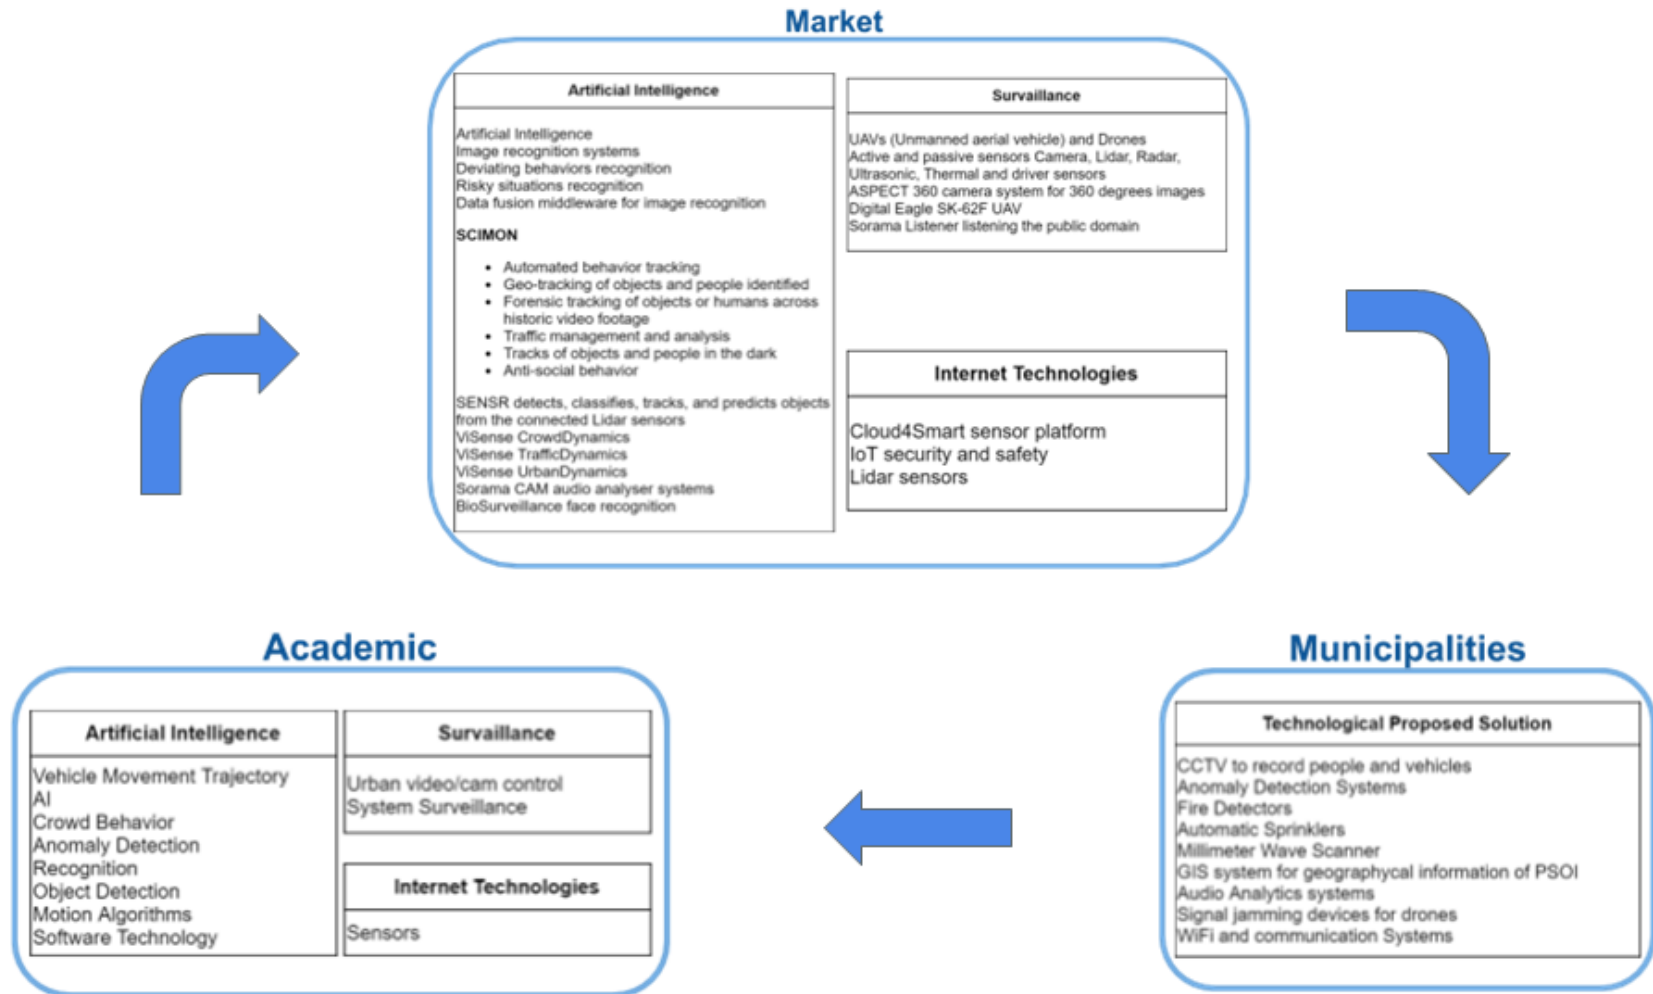 Market
Artificial Intelligence
Artificial Intelligence
Image recognition systems
Deviating behaviors recognition
Risky situations recognition
Data fusion middleware for image recognition
SCIMON
• Automated behavior tracking
• Geo-tracking of objects and people identified
• Forensic tracking of objects or humans across
historic video footage
• Traffic management and analysis
• Tracks of objects and people in the dark
• Anti-social behavior
SENSR detects, classifies, tracks, and predicts objects
from the connected Lidar sensors
ViSense CrowdDynamics
ViSense TrafficDynamics
ViSense UrbanDynamics
Sorama CAM audio analyser systems
BioSurveillance face recognition
Survaillance
UAVs (Unmanned aerial vehicle) and Drones
Active and passive sensors Camera, Lidar, Radar,
Ultrasonic, Thermal and driver sensors
ASPECT 360 camera system for 360 degrees images
Digital Eagle SK-62F UAV
Sorama Listener listening the public domain
Internet Technologies
Cloud4Smart sensor platform
IoT security and safety
Lidar sensors
Academic
Artificial Intelligence
Vehicle Movement Trajectory
AI
Crowd Behavior
Anomaly Detection
Recognition
Object Detection
Motion Algorithms
Software Technology
Survaillance
Urban video/cam control
System Surveillance
Internet Technologies
Sensors
Municipalities
Technological Proposed Solution
CCTV to record people and vehicles
Anomaly Detection Systems
Fire Detectors
Automatic Sprinklers
Millimeter Wave Scanner
GIS system for geographycal information of PSOI
Audio Analytics systems
Signal jamming devices for drones
WiFi and communication Systems